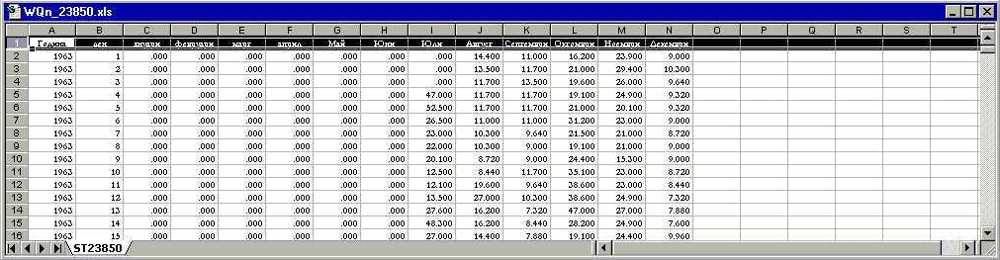 WQn_23850.xls
A B C D E F G H I J K L M N O P Q R S T
1 Година ден януари февруари март април Май Юни Юли Август Септември Октомври Ноември Декември
2 1963 1 .000 .000 .000 .000 .000 .000 .000 14.400 11.000 16.200 23.900 9.000
3 1963 2 .000 .000 .000 .000 .000 .000 .000 13.500 11.700 21.000 29.400 10.300
4 1963 3 .000 .000 .000 .000 .000 .000 .000 11.700 13.500 19.600 26.000 9.640
5 1963 4 .000 .000 .000 .000 .000 .000 47.000 11.700 11.700 19.100 24.900 9.320
6 1963 5 .000 .000 .000 .000 .000 .000 52.500 11.700 11.700 21.000 20.100 9.320
7 1963 6 .000 .000 .000 .000 .000 .000 26.500 11.000 11.000 31.200 23.000 9.000
8 1963 7 .000 .000 .000 .000 .000 .000 23.000 10.300 9.640 21.500 21.000 8.720
9 1963 8 .000 .000 .000 .000 .000 .000 22.000 10.300 9.000 19.100 21.000 9.000
10 1963 9 .000 .000 .000 .000 .000 .000 20.100 8.720 9.000 24.400 15.300 9.000
11 1963 10 .000 .000 .000 .000 .000 .000 12.500 8.440 11.700 35.100 23.000 8.720
12 1963 11 .000 .000 .000 .000 .000 .000 12.100 19.600 9.640 38.600 23.000 8.440
13 1963 12 .000 .000 .000 .000 .000 .000 13.500 27.000 10.300 38.600 24.900 7.320
14 1963 13 .000 .000 .000 .000 .000 .000 27.600 16.200 7.320 47.000 27.000 7.880
15 1963 14 .000 .000 .000 .000 .000 .000 48.300 16.200 8.440 28.200 24.900 7.600
16 1963 15 .000 .000 .000 .000 .000 .000 27.000 14.400 7.880 19.100 24.400 9.960
ST23850